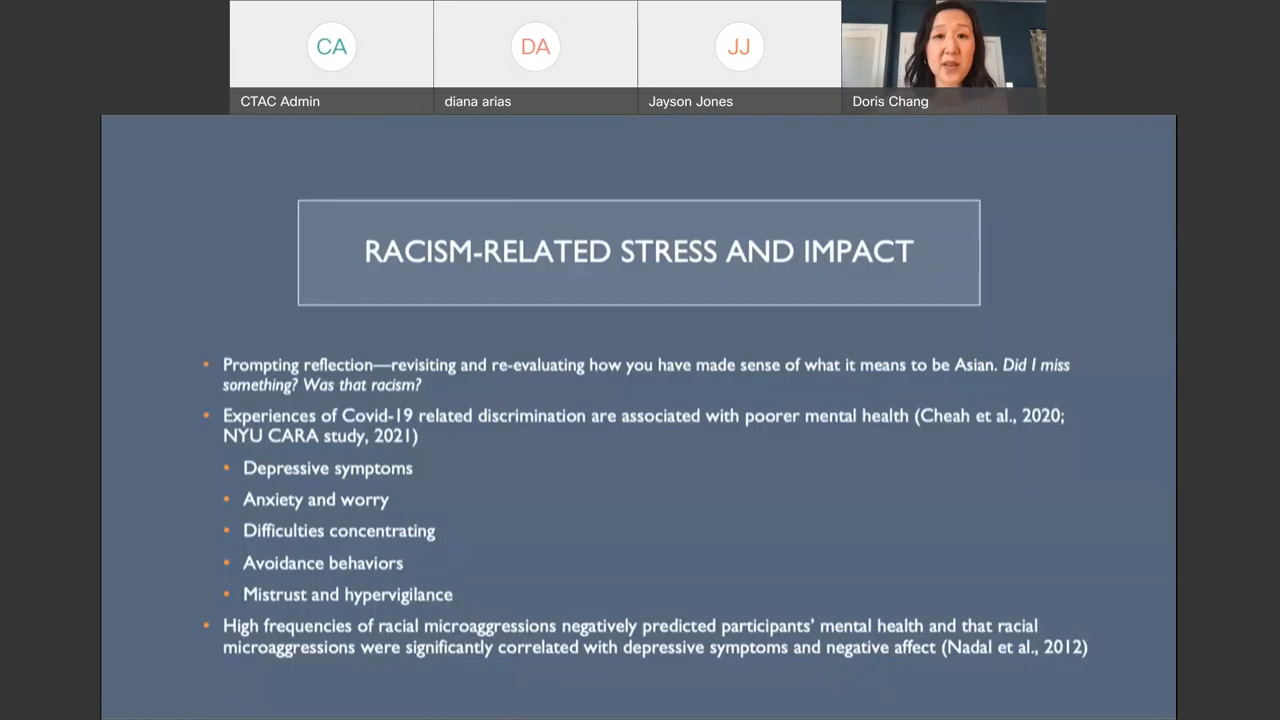 CA
DA
JJ
CTAC Admin
diana arias
Jayson Jones
Doris Chang
RACISM-RELATED STRESS AND IMPACT
• Prompting reflection—revisiting and re-evaluating how you have made sense of what it means to be Asian. Did I miss
something? Was that racism?
• Experiences of Covid-19 related discrimination are associated with poorer mental health (Cheah et al., 2020;
NYU CARA study, 2021)
• Depressive symptoms
• Anxiety and worry
• Difficulties concentrating
• Avoidance behaviors
• Mistrust and hypervigilance
• High frequencies of racial microaggressions negatively predicted participants’ mental health and that racial
microaggressions were significantly correlated with depressive symptoms and negative affect (Nadal et al., 2012)